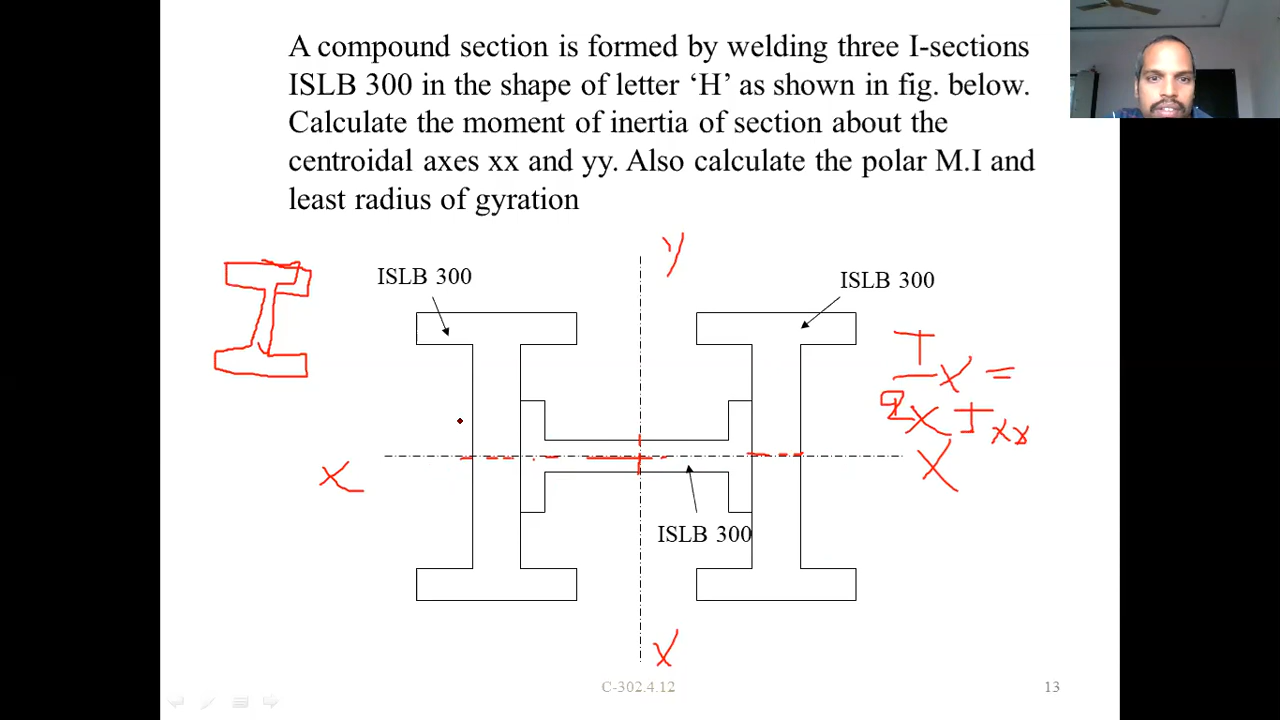 A compound section is formed by welding three I-sections
ISLB 300 in the shape of letter ‘H’ as shown in fig. below.
Calculate the moment of inertia of section about the
centroidal axes xx and yy. Also calculate the polar M.I and
least radius of gyration
y
ISLB 300
ISLB 300
x
x
ISLB 300
C-302.4.12
13